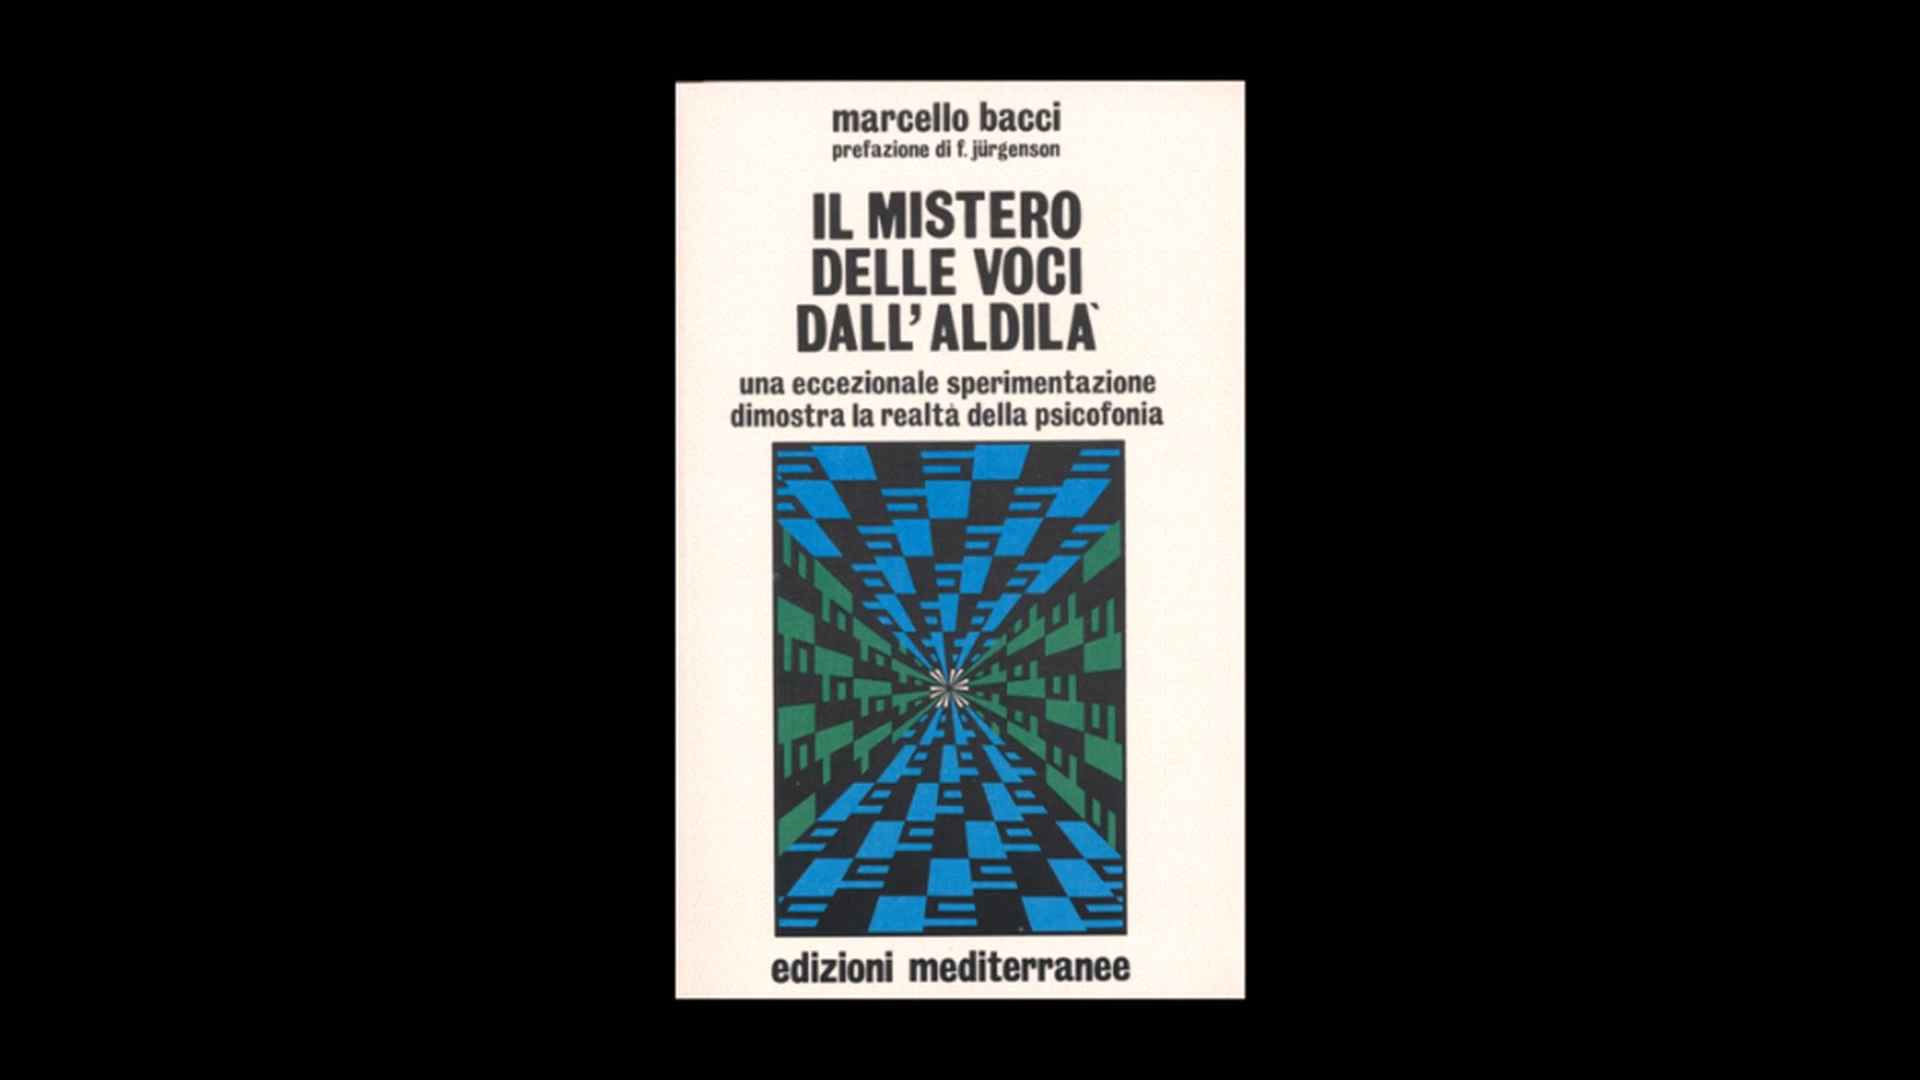 marcello bacci
prefazione di f. jürgenson
IL MISTERO
DELLE VOCI
DALL'ALDILÀ
una eccezionale sperimentazione
dimostra la realtà della psicofonia
edizioni mediterranee